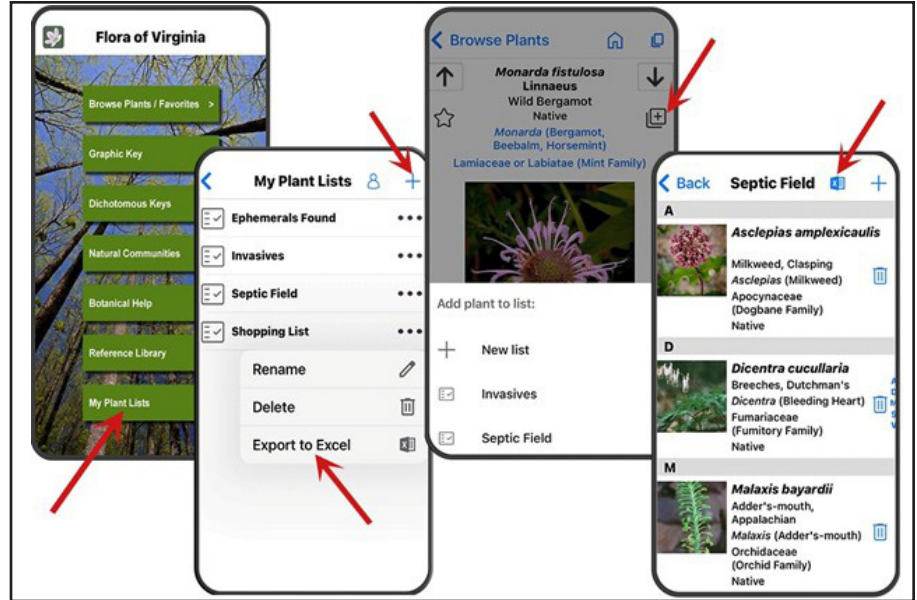 Flora of Virginia
Browse Plants / Favorites >
Graphic Key
Dichotomous Keys
Natural Communities
Botanical Help
Reference Library
My Plant Lists
My Plant Lists
Ephemerals Found
Invasives
Septic Field
Shopping List
Rename
Delete
Export to Excel
Browse Plants
Monarda fistulosa
Linnaeus
Wild Bergamot
Native
Monarda (Bergamot,
Beebalm, Horsemint)
Lamiaceae or Labiatae (Mint Family)
Add plant to list:
New list
Invasives
Septic Field
Back
Septic Field
A
Asclepias amplexicaulis
Milkweed, Clasping
Asclepias (Milkweed)
Apocynaceae
(Dogbane Family)
Native
D
Dicentra cucullaria
Breeches, Dutchman's
Dicentra (Bleeding Heart)
Fumariaceae
(Fumitory Family)
Native
M
Malaxis bayardii
Adder's-mouth,
Appalachian
Malaxis (Adder's-mouth)
Orchidaceae
(Orchid Family)
Native